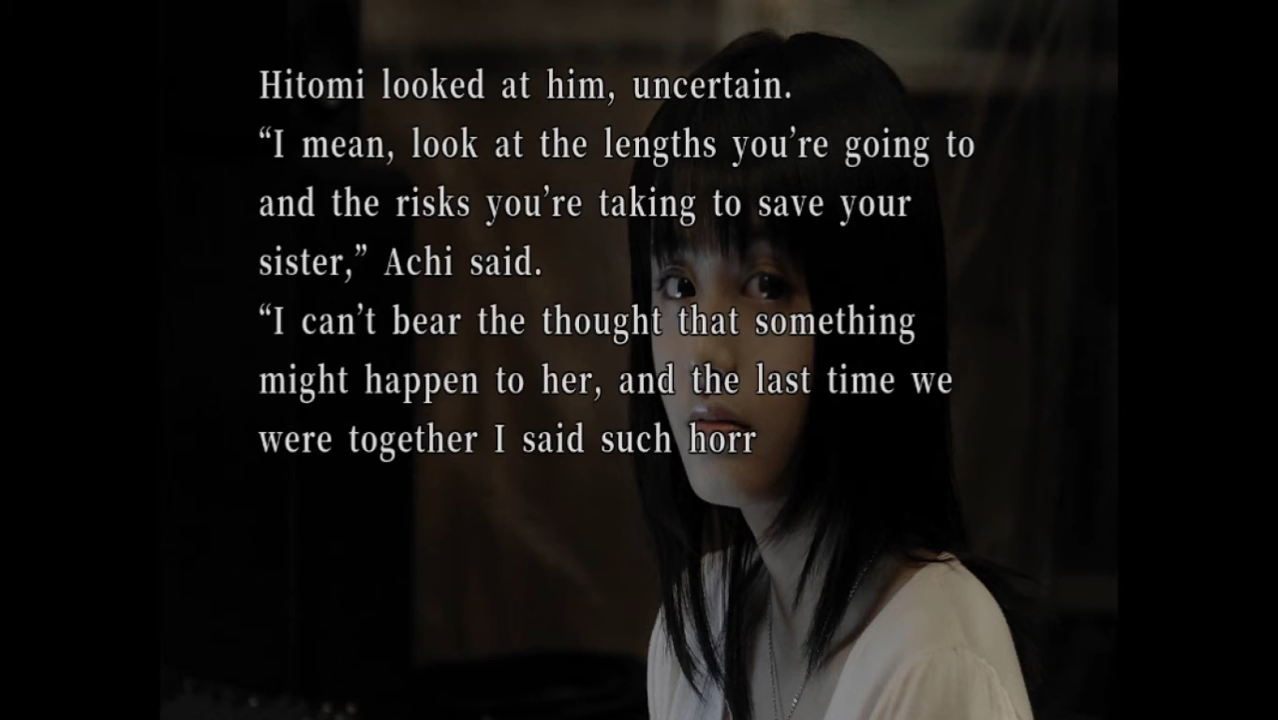 Hitomi looked at him, uncertain.
“I mean, look at the lengths you’re going to
and the risks you’re taking to save your
sister,” Achi said.
“I can’t bear the thought that something
might happen to her, and the last time we
were together I said such horr